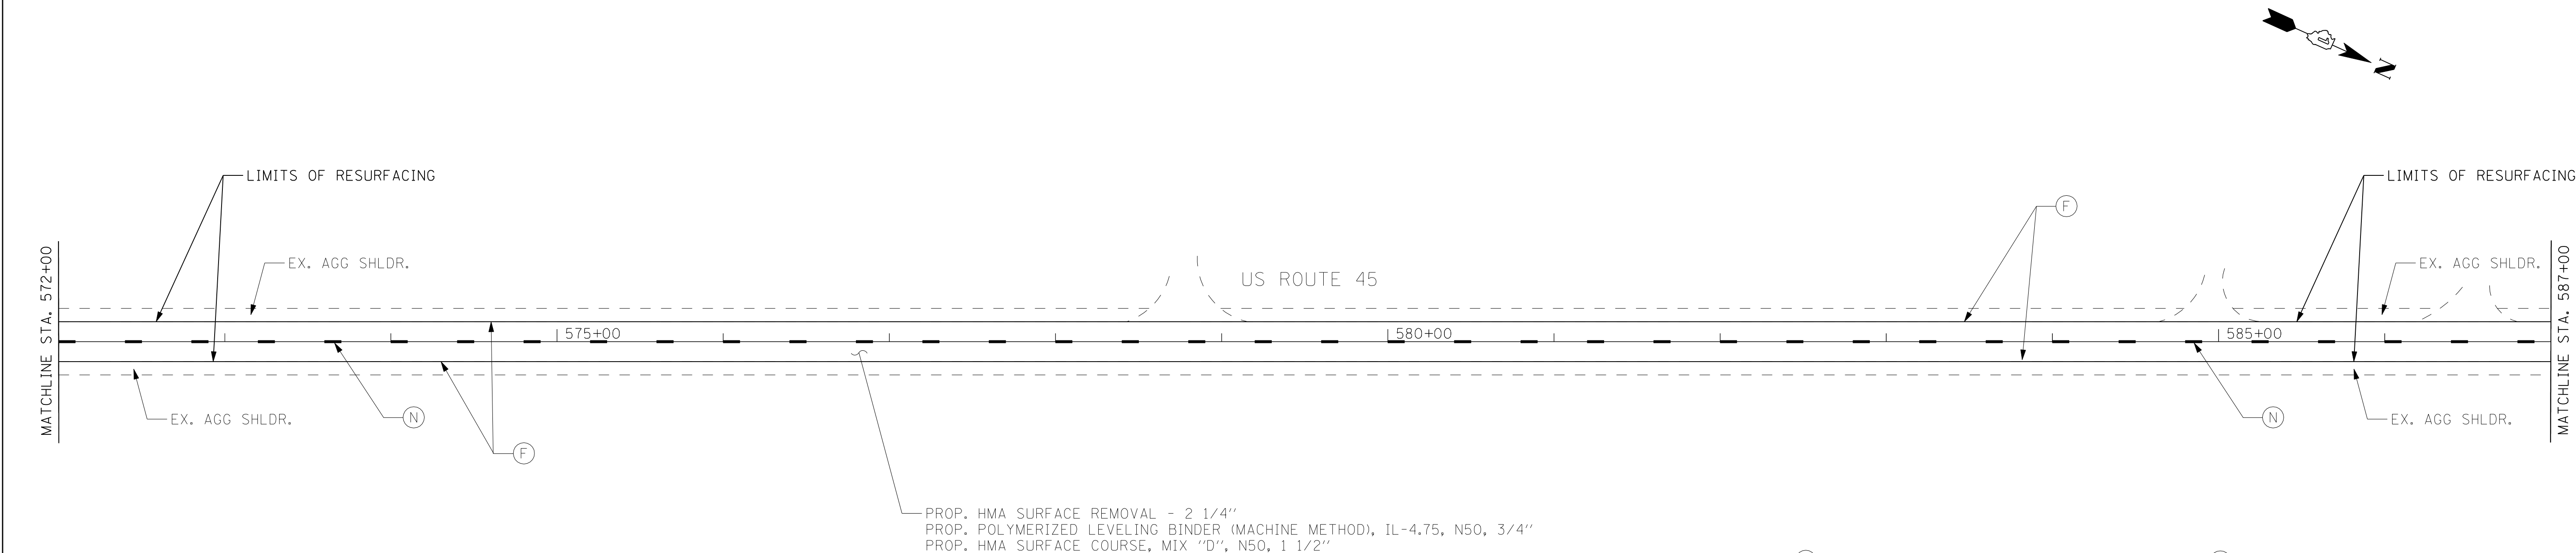 N
LIMITS OF RESURFACING
LIMITS OF RESURFACING
F
MATCHLINE STA. 572+00
EX. AGG SHLDR.
US ROUTE 45
EX. AGG SHLDR.
MATCHLINE STA. 587+00
575+00
580+00
585+00
EX. AGG SHLDR.
N
N
EX. AGG SHLDR.
F
PROP. HMA SURFACE REMOVAL - 2 1/4"
PROP. POLYMERIZED LEVELING BINDER (MACHINE METHOD), IL-4.75, N50, 3/4"
PROP. HMA SURFACE COURSE, MIX "D", N50, 1 1/2"